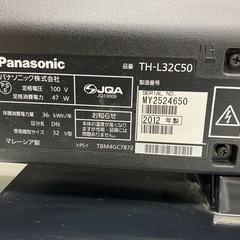 Panasonic
品番 TH-L32C50
パナソニック株式会社
定格電圧 100 V
定格消費電力 47 W
JQA
JQ10009
製造番号
SERIAL NO.
MY2524650
2012 年製
年間消費電力量 36 kWh/年
区分名 DN
受信機型サイズ 32 V型
マレーシア製
お知らせ
<PS> TBM4GC7872